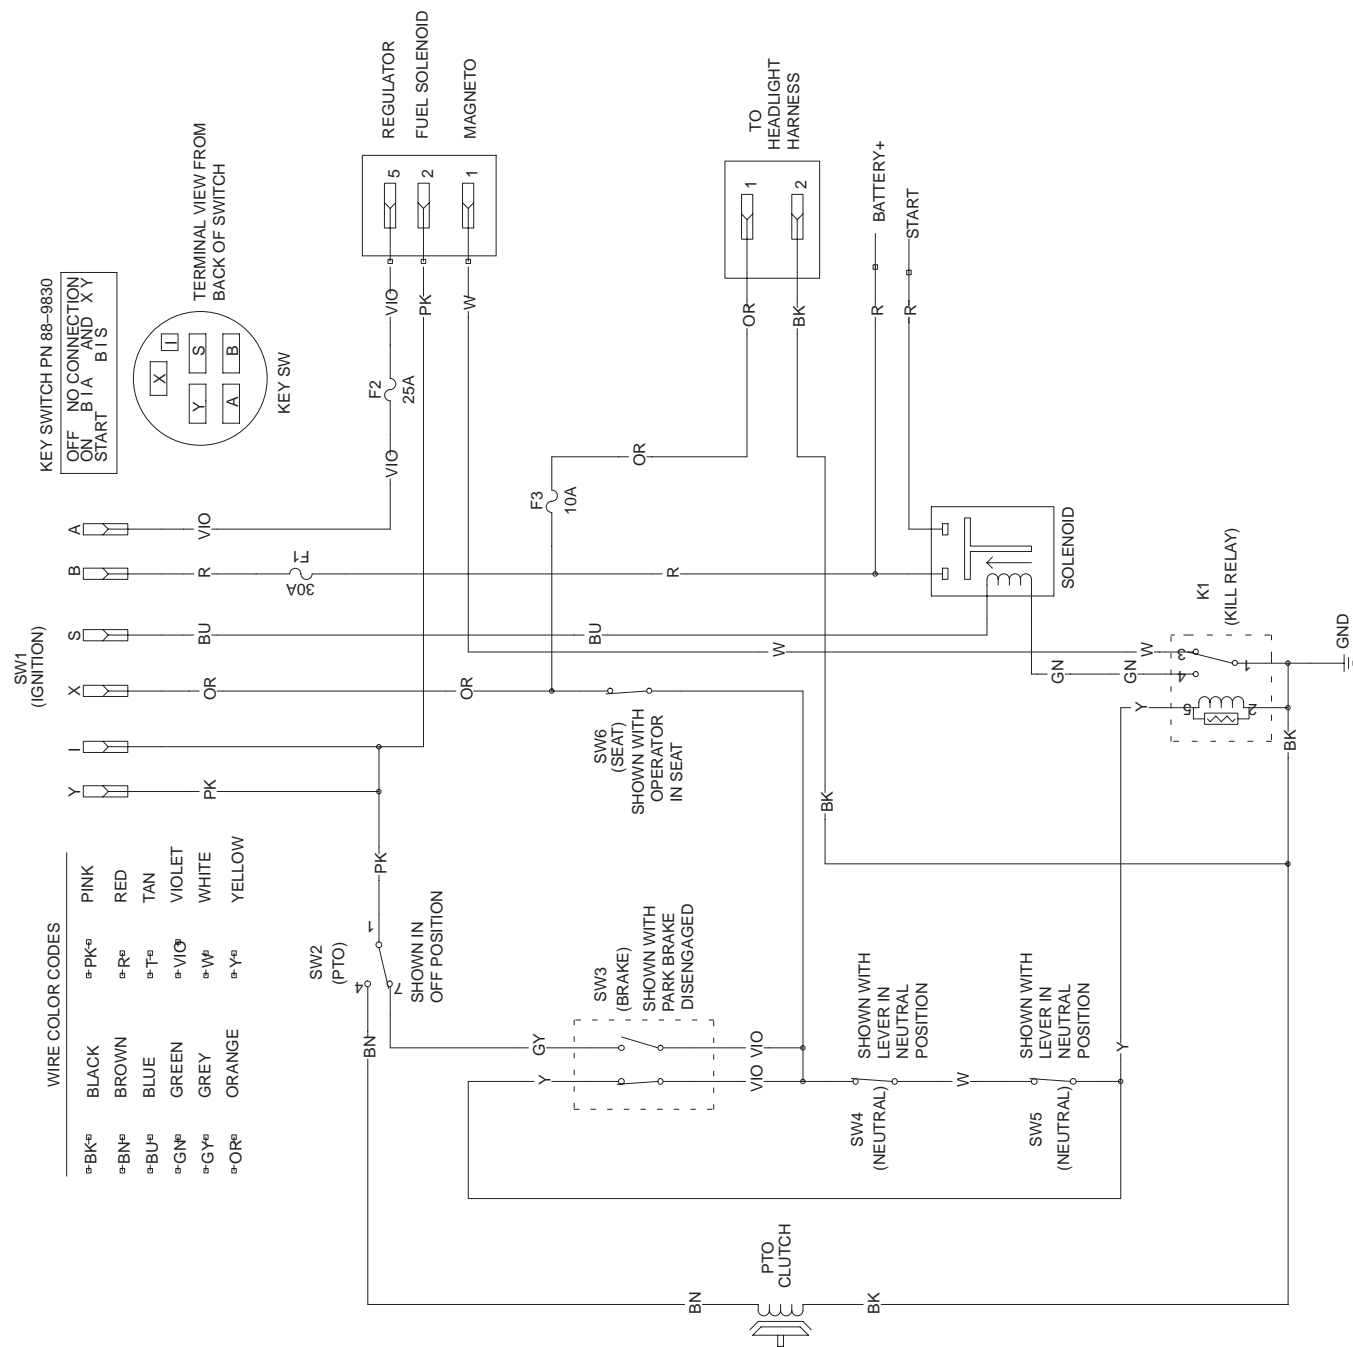 KEY SWITCH PN 88–9830
OFF NO CONNECTION
ON B I A AND X Y
START B I S
TERMINAL VIEW FROM
BACK OF SWITCH
X
I
Y
S
A
B
KEY SW
REGULATOR
FUEL SOLENOID
MAGNETO
5
2
1
VIO
PK
W
F2
25A
VIO
TO
HEADLIGHT
HARNESS
1
2
OR
BK
BATTERY+
START
R
R
SW1
(IGNITION)
A
B
S
X
I
Y
VIO
R
BU
OR
PK
F1
30A
OR
F3
10A
OR
R
BU
W
SOLENOID
K1
(KILL RELAY)
W
GN
GN
Y
3
4
1
5
2
GND
BK
SW6
(SEAT)
SHOWN WITH
OPERATOR
IN SEAT
BK
WIRE COLOR CODES
BK BLACK
BN BROWN
BU BLUE
GN GREEN
GY GREY
OR ORANGE
PK PINK
R RED
T TAN
VIO VIOLET
W WHITE
Y YELLOW
PK
SW2
(PTO)
1
4
7
SHOWN IN
OFF POSITION
BN
GY
Y
SW3
(BRAKE)
SHOWN WITH
PARK BRAKE
DISENGAGED
VIO VIO
SW4
(NEUTRAL)
SHOWN WITH
LEVER IN
NEUTRAL
POSITION
W
SW5
(NEUTRAL)
SHOWN WITH
LEVER IN
NEUTRAL
POSITION
Y
BN
PTO
CLUTCH
BK